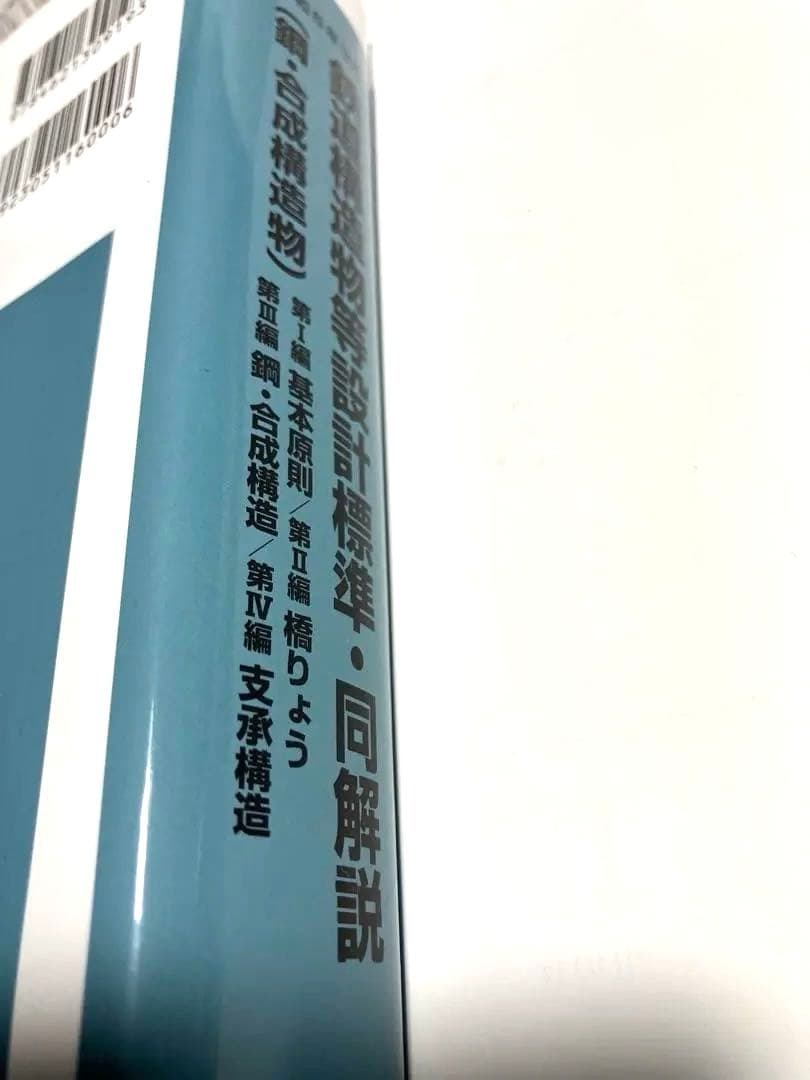 鉄道構造物等設計標準・同解説
(鋼・合成構造物)
第Ⅰ編 基本原則/第Ⅱ編 橋りょう
第Ⅲ編 鋼・合成構造/第Ⅳ編 支承構造